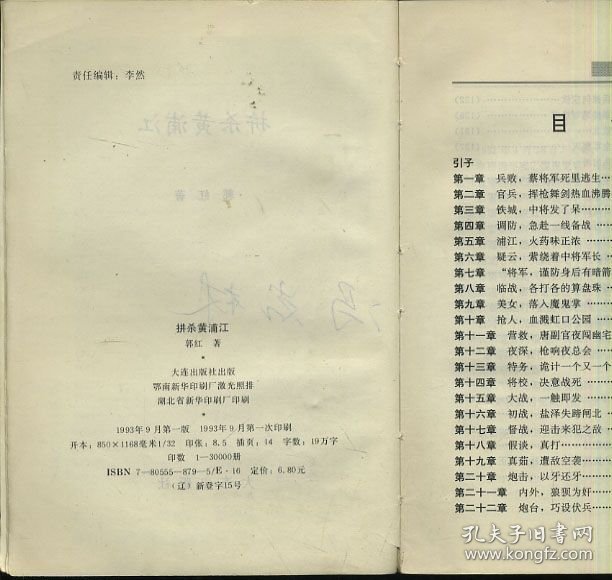 责任编辑：李然
拼杀黄浦江
郭红 著
大连出版社出版
鄂南新华印刷厂激光照排
湖北省新华印刷厂印刷
1993年9月第一版 1993年9月第一次印刷
开本：850×1168毫米1/32 印张：8.5 插页：14 字数：19万字
印数 1—30000册
ISBN 7—80555—879—5/E·16 定价：6.80元
（辽）新登字15号
目
引子
第一章 兵败，蔡将军死里逃生…
第二章 官兵，挥枪舞剑热血沸腾
第三章 铁城，中将发了呆……
第四章 调防，急赴一线备战……
第五章 浦江，火药味正浓……
第六章 疑云，萦绕着中将军长…
第七章 “将军，谨防身后有暗箭
第八章 临战，各打各的算盘珠…
第九章 美女，落入魔鬼掌……
第十章 抢人，血溅虹口公园……
第十一章 营救，唐副官夜闯幽宅
第十二章 夜深，枪响夜总会……
第十三章 特务，诡计一个又一个
第十四章 将校，决意战死……
第十五章 大战，一触即发……
第十六章 初战，盐泽失蹄闸北…
第十七章 督战，迎击来犯之敌…
第十八章 假谈，真打……
第十九章 真茹，遭敌空袭……
第二十章 炮击，以牙还牙……
第二十一章 内外，狼狈为奸……
第二十二章 炮台，巧设伏兵……
孔夫子旧书网
www.kongfz.com